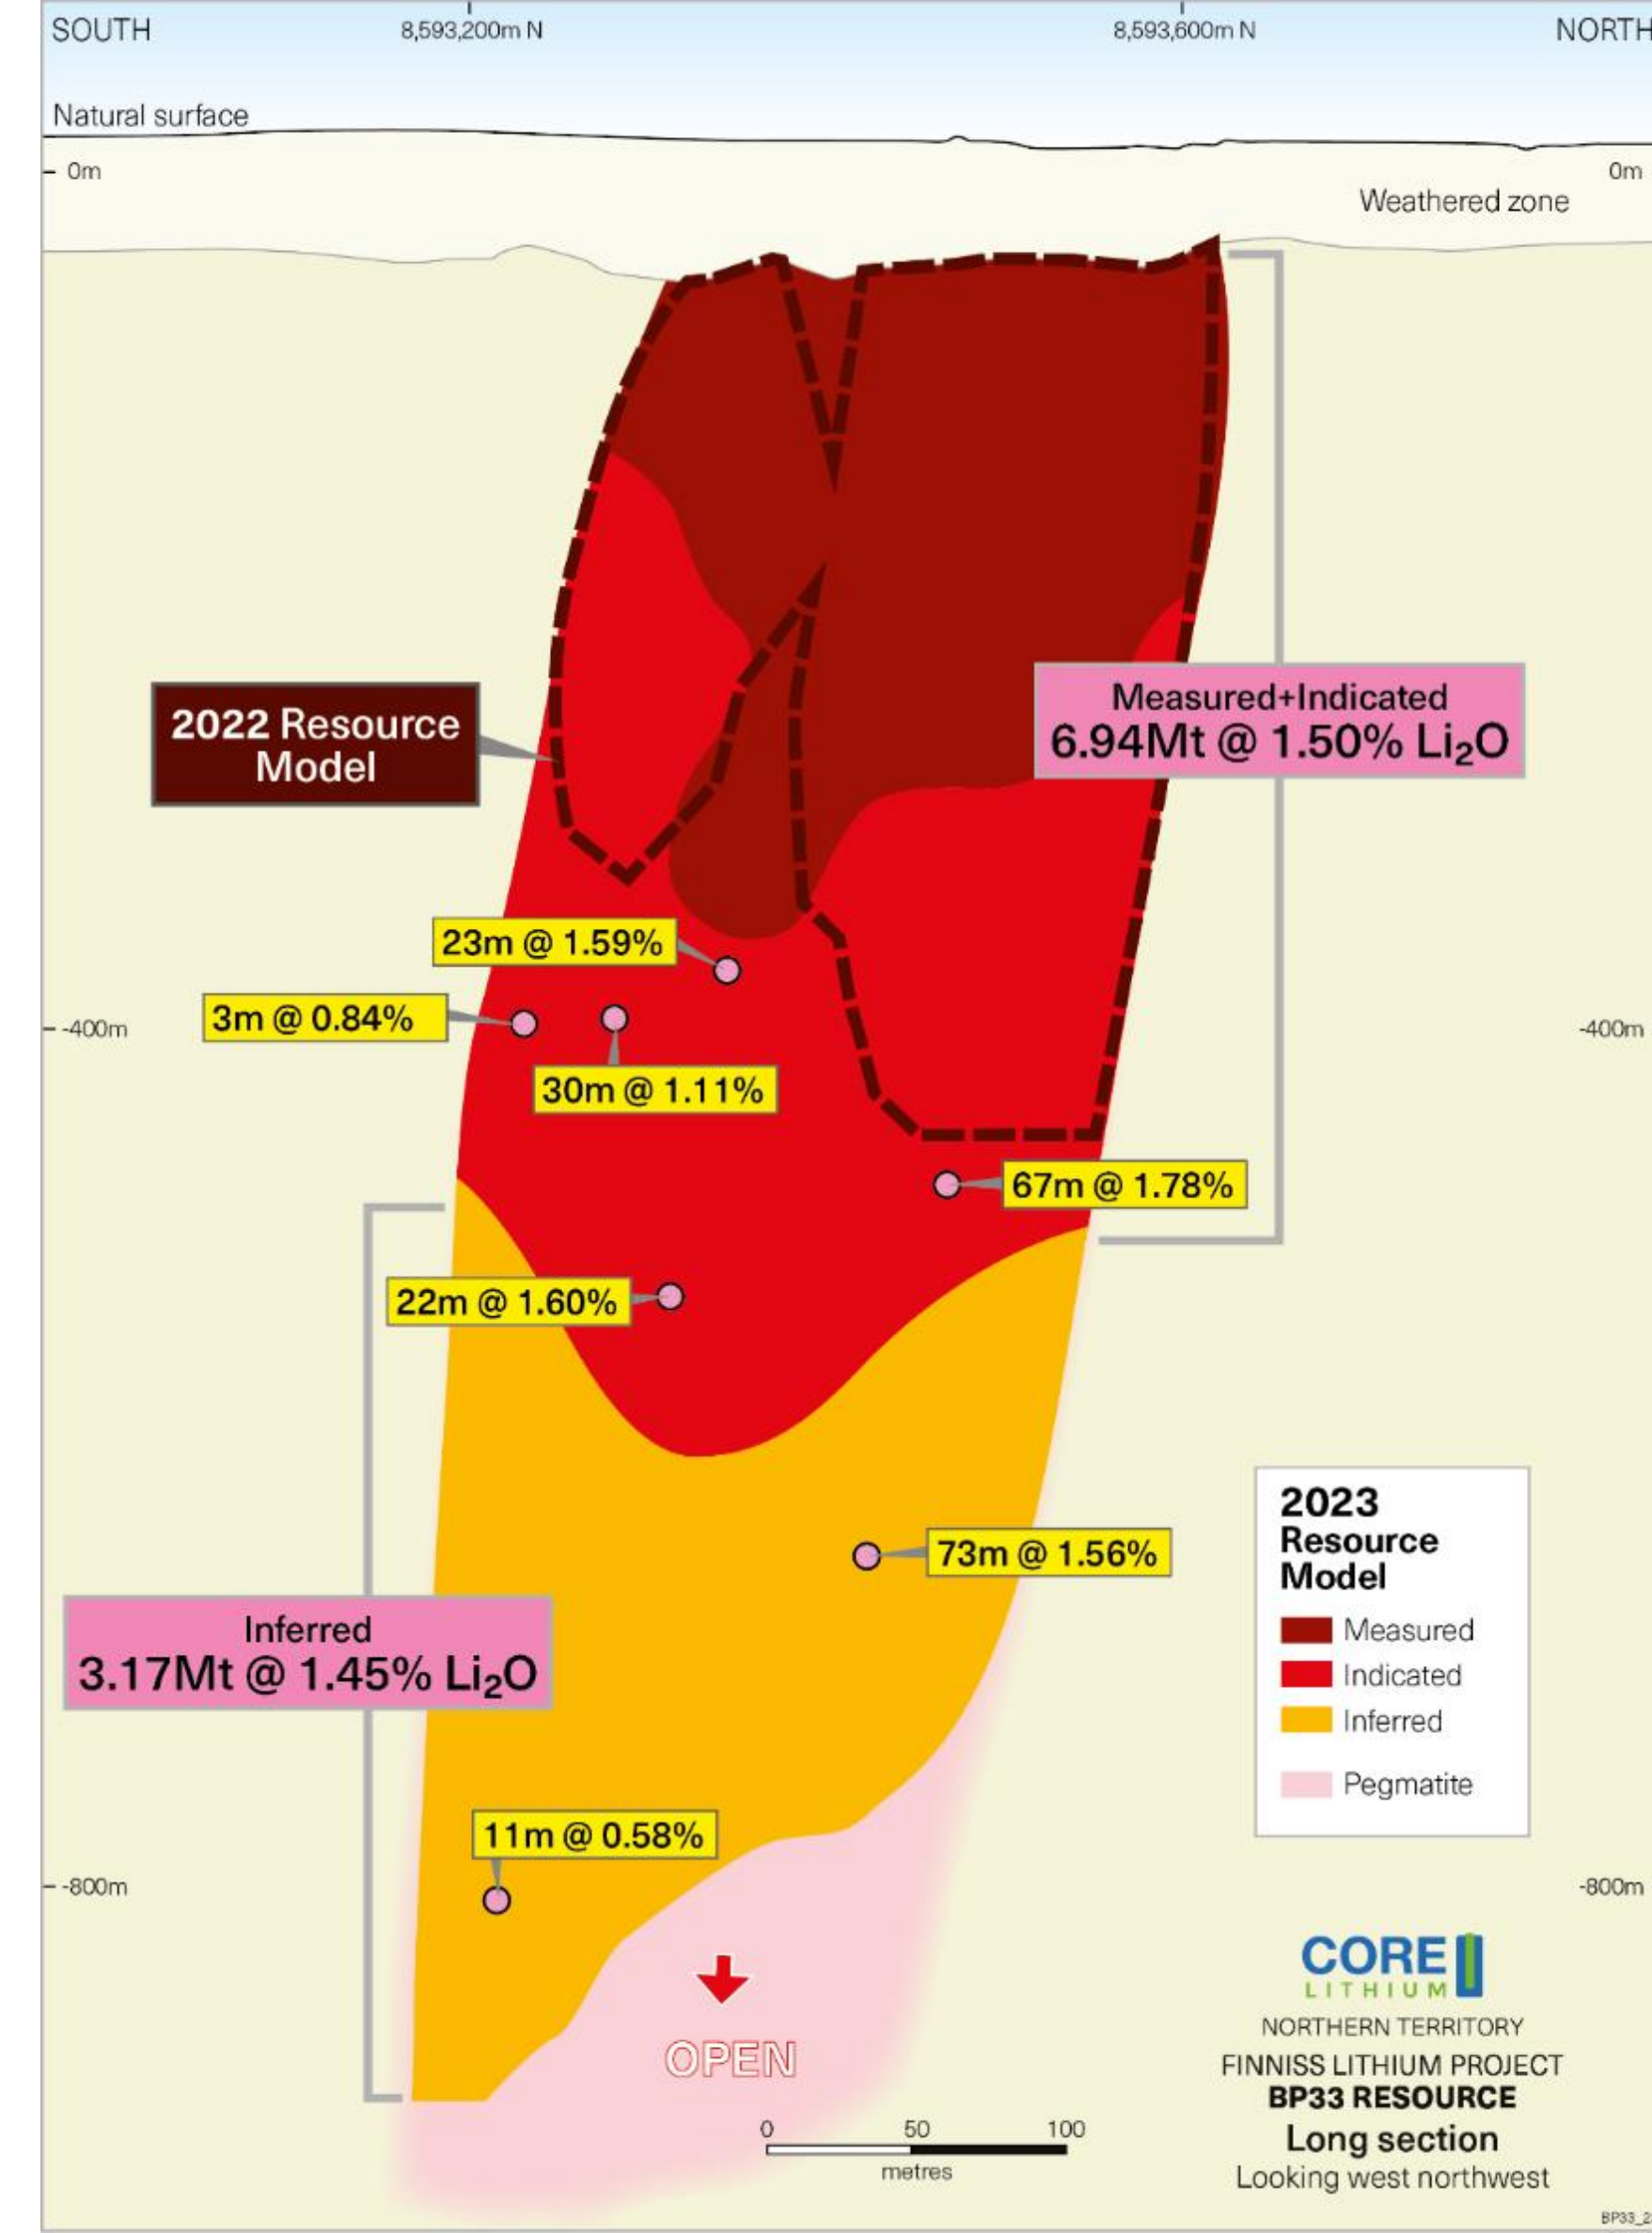 SOUTH
8,593,200m N
8,593,600m N
NORTH
Natural surface
0m
0m
Weathered zone
2022 Resource
Model
Measured+Indicated
6.94Mt @ 1.50% Li₂O
23m @ 1.59%
3m @ 0.84%
-400m
-400m
30m @ 1.11%
67m @ 1.78%
22m @ 1.60%
2023
Resource
Model
Measured
Indicated
Inferred
Pegmatite
73m @ 1.56%
Inferred
3.17Mt @ 1.45% Li₂O
11m @ 0.58%
-800m
-800m
OPEN
0 50 100
metres
CORE
LITHIUM
NORTHERN TERRITORY
FINNISS LITHIUM PROJECT
BP33 RESOURCE
Long section
Looking west northwest